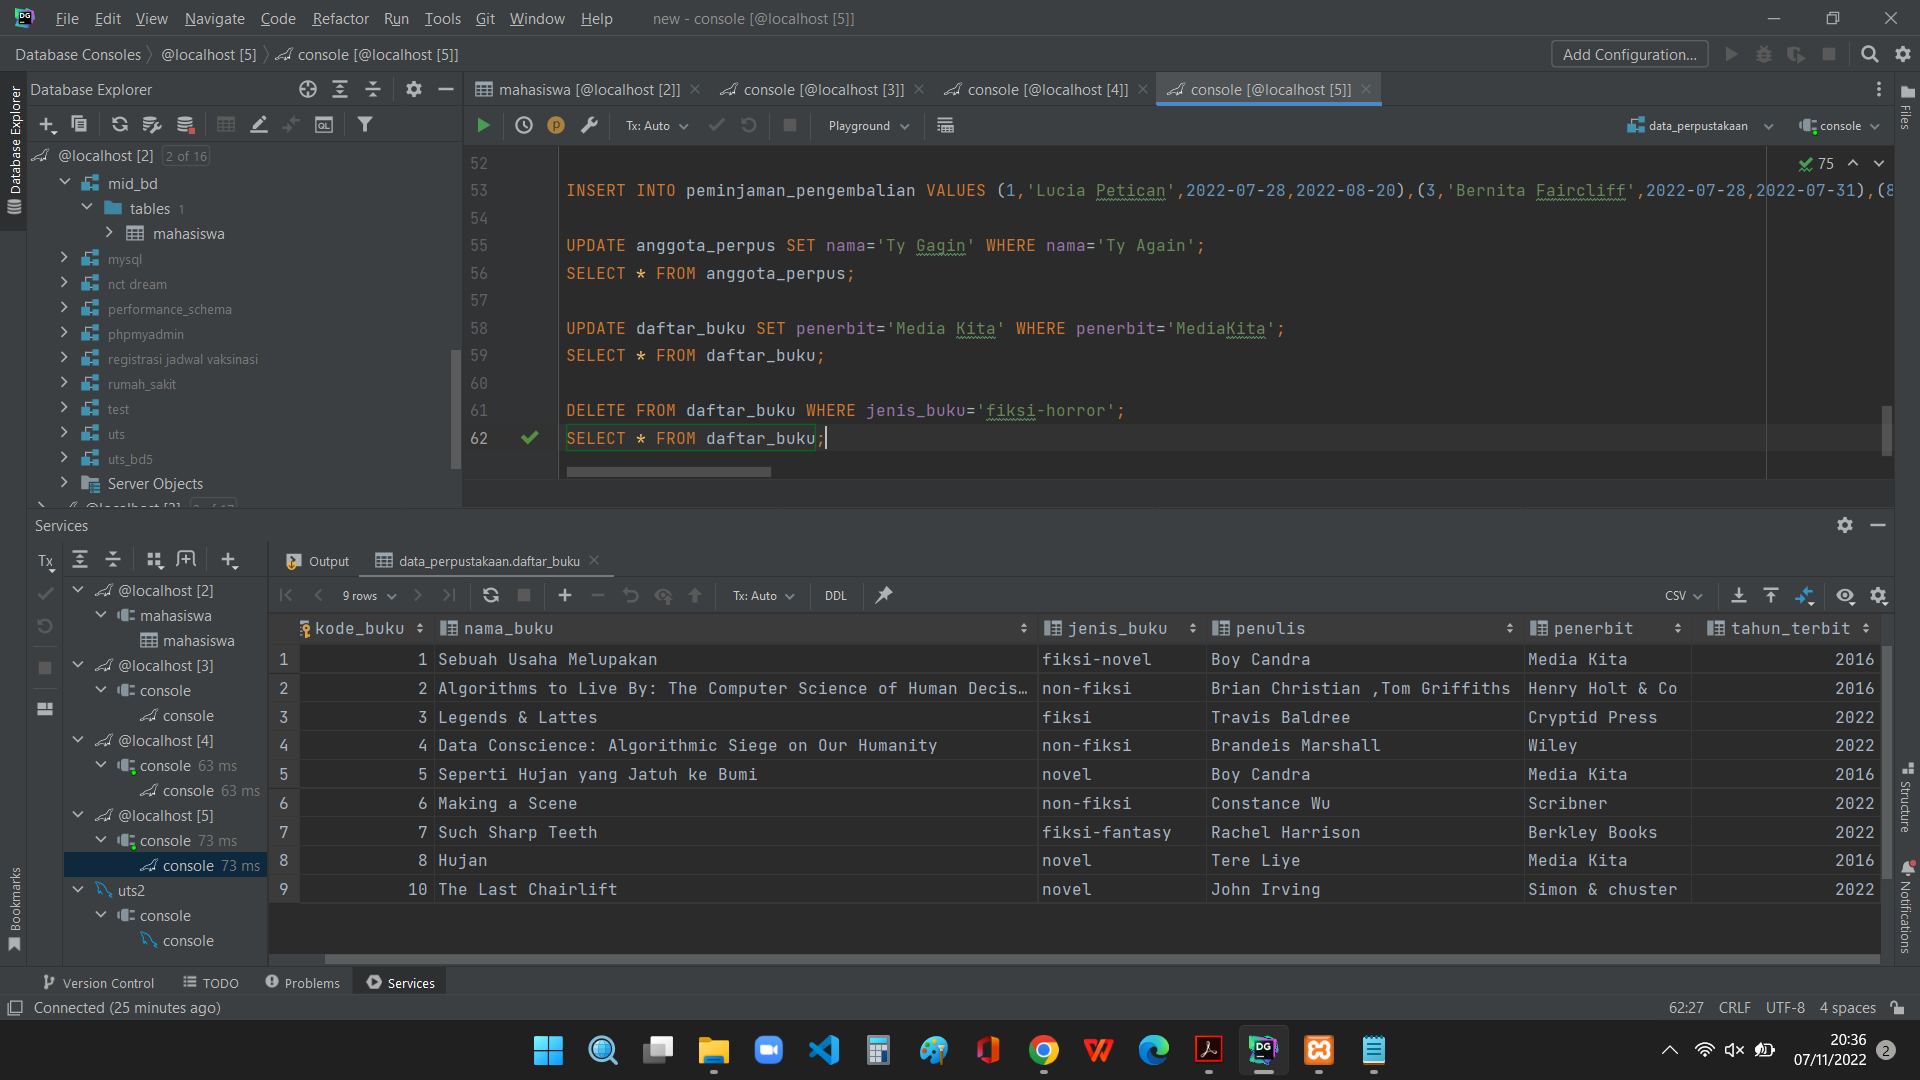 DG File Edit View Navigate Code Refactor Run Tools Git Window Help new - console [@localhost [5]]
Database Consoles @localhost [5] console [@localhost [5]] Add Configuration...
Database Explorer
mahasiswa [@localhost [2]] console [@localhost [3]] console [@localhost [4]] console [@localhost [5]]
Tx: Auto Playground data_perpustakaan console
Database Explorer
Files
@localhost [2] 2 of 16
mid_bd
tables 1
mahasiswa
mysql
nct dream
performance_schema
phpmyadmin
registrasi jadwal vaksinasi
rumah_sakit
test
uts
uts_bd5
Server Objects
75
52
53 INSERT INTO peminjaman_pengembalian VALUES (1,'Lucia Petican',2022-07-28,2022-08-20),(3,'Bernita Faircliff',2022-07-28,2022-07-31),(8
54
55 UPDATE anggota_perpus SET nama='Ty Gagin' WHERE nama='Ty Again';
56 SELECT * FROM anggota_perpus;
57
58 UPDATE daftar_buku SET penerbit='Media Kita' WHERE penerbit='MediaKita';
59 SELECT * FROM daftar_buku;
60
61 DELETE FROM daftar_buku WHERE jenis_buku='fiksi-horror';
62 SELECT * FROM daftar_buku;
Services
Tx
@localhost [2]
mahasiswa
mahasiswa
@localhost [3]
console
console
@localhost [4]
console 63 ms
console 63 ms
@localhost [5]
console 73 ms
console 73 ms
uts2
console
console
Output data_perpustakaan.daftar_buku
9 rows Tx: Auto DDL CSV
kode_buku nama_buku jenis_buku penulis penerbit tahun_terbit
1 1 Sebuah Usaha Melupakan fiksi-novel Boy Candra Media Kita 2016
2 2 Algorithms to Live By: The Computer Science of Human Decis… non-fiksi Brian Christian ,Tom Griffiths Henry Holt & Co 2016
3 3 Legends & Lattes fiksi Travis Baldree Cryptid Press 2022
4 4 Data Conscience: Algorithmic Siege on Our Humanity non-fiksi Brandeis Marshall Wiley 2022
5 5 Seperti Hujan yang Jatuh ke Bumi novel Boy Candra Media Kita 2016
6 6 Making a Scene non-fiksi Constance Wu Scribner 2022
7 7 Such Sharp Teeth fiksi-fantasy Rachel Harrison Berkley Books 2022
8 8 Hujan novel Tere Liye Media Kita 2016
9 10 The Last Chairlift novel John Irving Simon & chuster 2022
Structure
Notifications
Bookmarks
Version Control TODO Problems Services
Connected (25 minutes ago) 62:27 CRLF UTF-8 4 spaces
20:36
07/11/2022 2